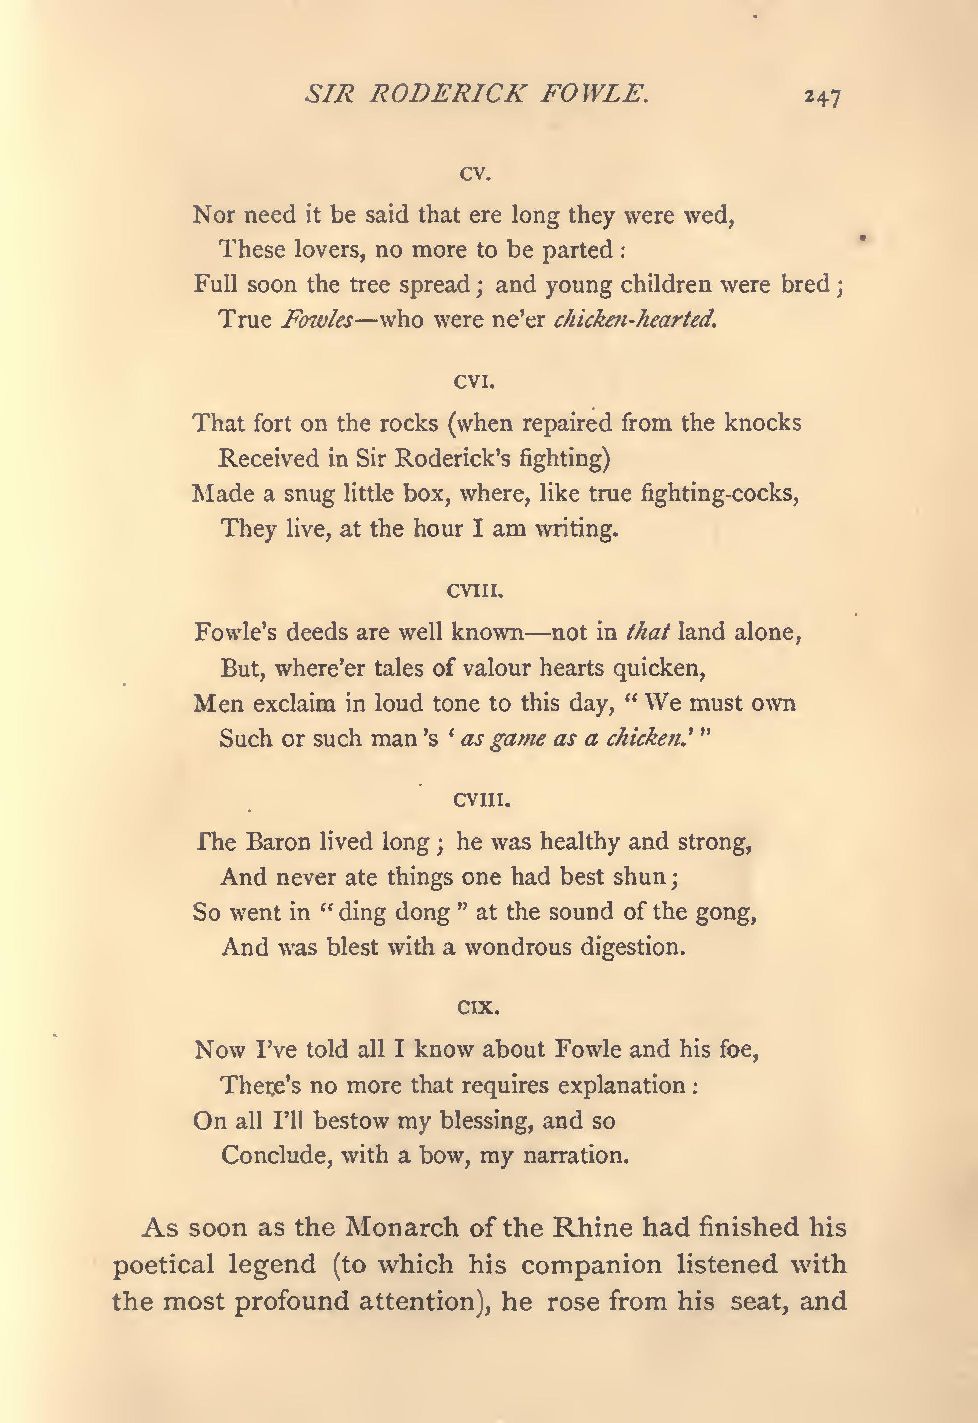 SIR RODERICK FOWLE. 247
CV.
Nor need it be said that ere long they were wed,
These lovers, no more to be parted :
Full soon the tree spread ; and young children were bred ;
True Fowles—who were ne'er chicken-hearted.
CVI.
That fort on the rocks (when repaired from the knocks
Received in Sir Roderick's fighting)
Made a snug little box, where, like true fighting-cocks,
They live, at the hour I am writing.
CVIII.
Fowle's deeds are well known—not in that land alone,
But, where'er tales of valour hearts quicken,
Men exclaim in loud tone to this day, “ We must own
Such or such man 's ‘ as game as a chicken.’ ”
CVIII.
The Baron lived long ; he was healthy and strong,
And never ate things one had best shun ;
So went in “ ding dong ” at the sound of the gong,
And was blest with a wondrous digestion.
CIX.
Now I've told all I know about Fowle and his foe,
There's no more that requires explanation :
On all I'll bestow my blessing, and so
Conclude, with a bow, my narration.
As soon as the Monarch of the Rhine had finished his
poetical legend (to which his companion listened with
the most profound attention), he rose from his seat, and